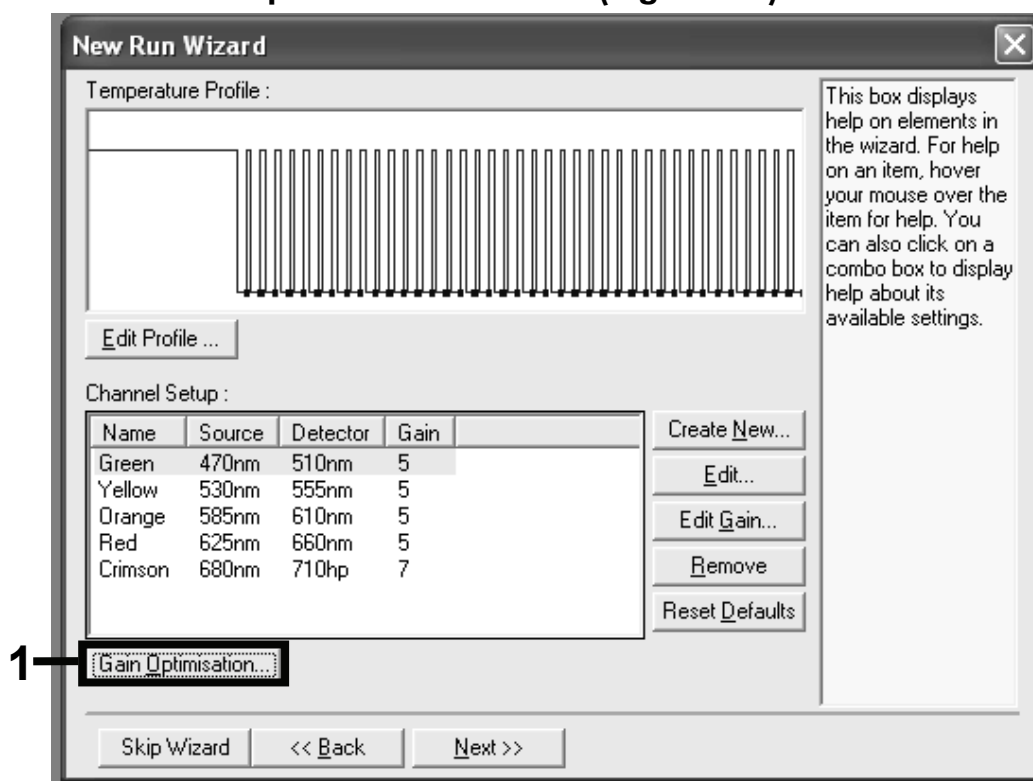 New Run Wizard
Temperature Profile :
This box displays
help on elements in
the wizard. For help
on an item, hover
your mouse over the
item for help. You
can also click on a
combo box to display
help about its
available settings.
Edit Profile ...
Channel Setup :
Name Source Detector Gain
Green 470nm 510nm 5
Yellow 530nm 555nm 5
Orange 585nm 610nm 5
Red 625nm 660nm 5
Crimson 680nm 710hp 7
Create New...
Edit...
Edit Gain...
Remove
Reset Defaults
1
Gain Optimisation...
Skip Wizard << Back Next >>